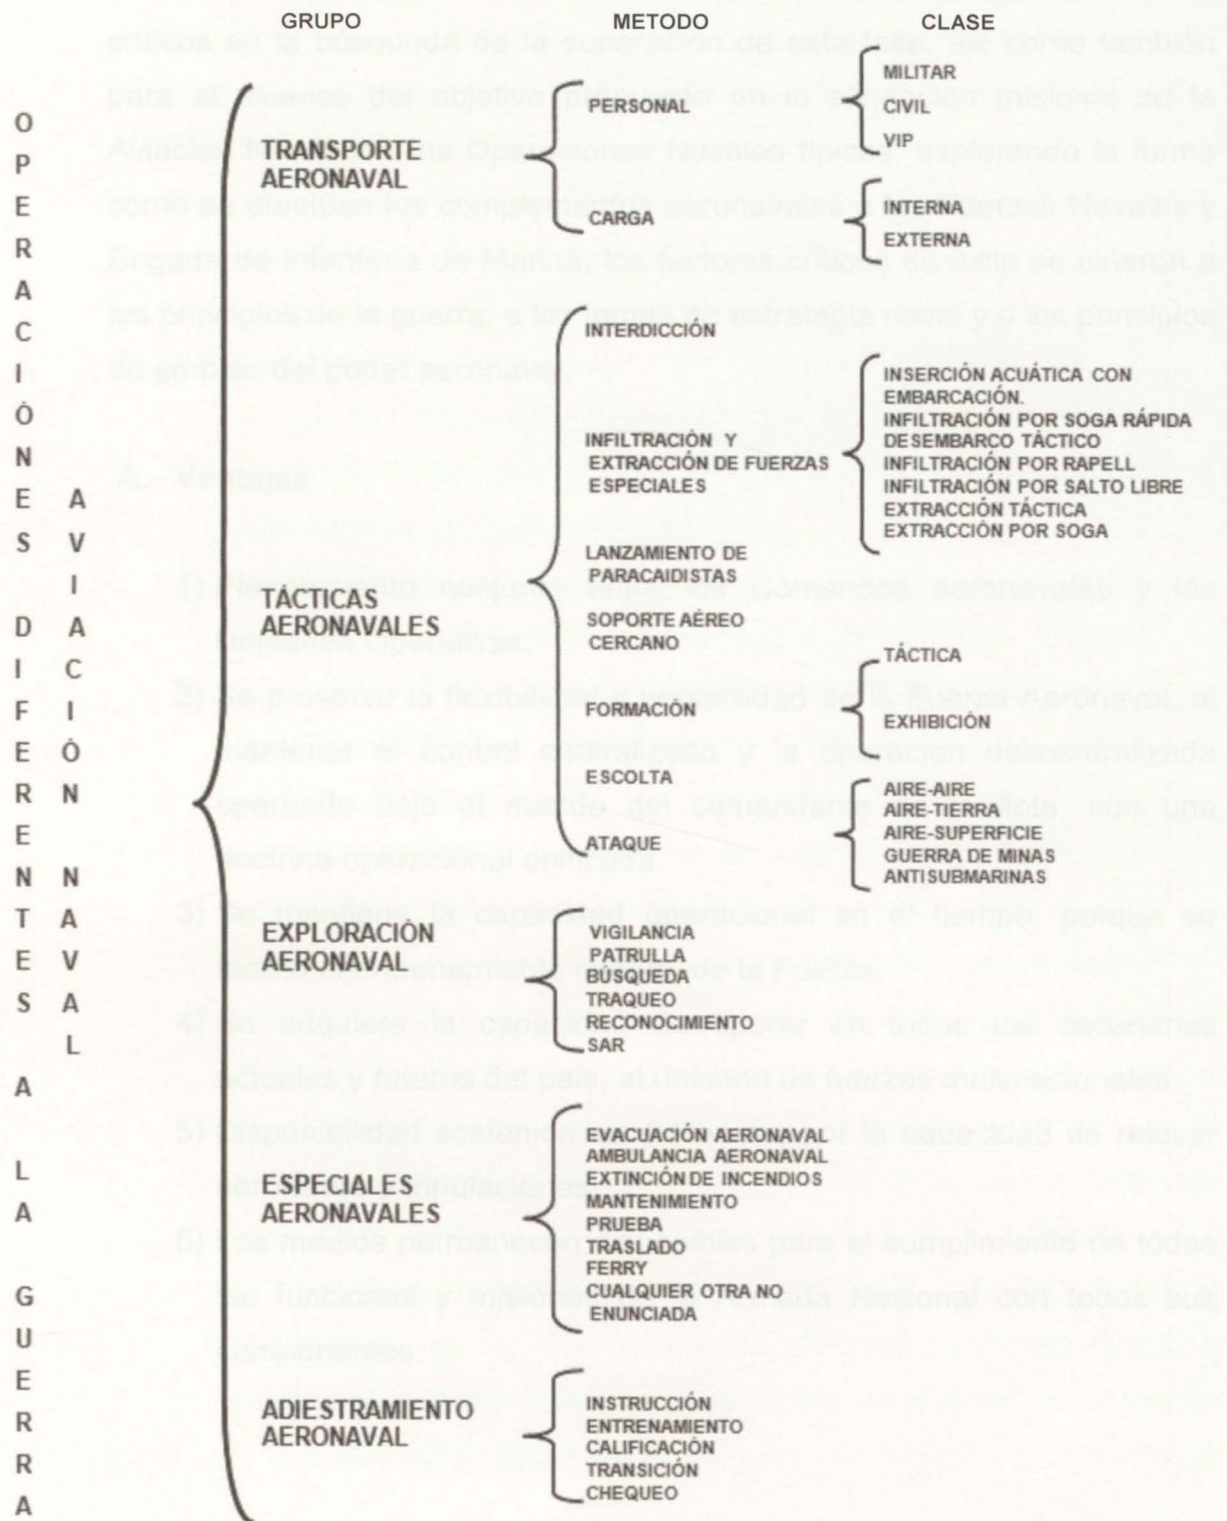 GRUPO METODO CLASE
OPERACIÓNES DIFERENTES A LA GUERRA
AVIACIÓN NAVAL
TRANSPORTE
AERONAVAL
PERSONAL
MILITAR
CIVIL
VIP
CARGA
INTERNA
EXTERNA
TÁCTICAS
AERONAVALES
INTERDICCIÓN
INFILTRACIÓN Y
EXTRACCIÓN DE FUERZAS
ESPECIALES
INSERCIÓN ACUÁTICA CON
EMBARCACIÓN.
INFILTRACIÓN POR SOGA RÁPIDA
DESEMBARCO TÁCTICO
INFILTRACIÓN POR RAPELL
INFILTRACIÓN POR SALTO LIBRE
EXTRACCIÓN TÁCTICA
EXTRACCIÓN POR SOGA
LANZAMIENTO DE
PARACAIDISTAS
SOPORTE AÉREO
CERCANO
FORMACIÓN
TÁCTICA
EXHIBICIÓN
ESCOLTA
ATAQUE
AIRE-AIRE
AIRE-TIERRA
AIRE-SUPERFICIE
GUERRA DE MINAS
ANTISUBMARINAS
EXPLORACIÓN
AERONAVAL
VIGILANCIA
PATRULLA
BÚSQUEDA
TRAQUEO
RECONOCIMIENTO
SAR
ESPECIALES
AERONAVALES
EVACUACIÓN AERONAVAL
AMBULANCIA AERONAVAL
EXTINCIÓN DE INCENDIOS
MANTENIMIENTO
PRUEBA
TRASLADO
FERRY
CUALQUIER OTRA NO
ENUNCIADA
ADIESTRAMIENTO
AERONAVAL
INSTRUCCIÓN
ENTRENAMIENTO
CALIFICACIÓN
TRANSICIÓN
CHEQUEO